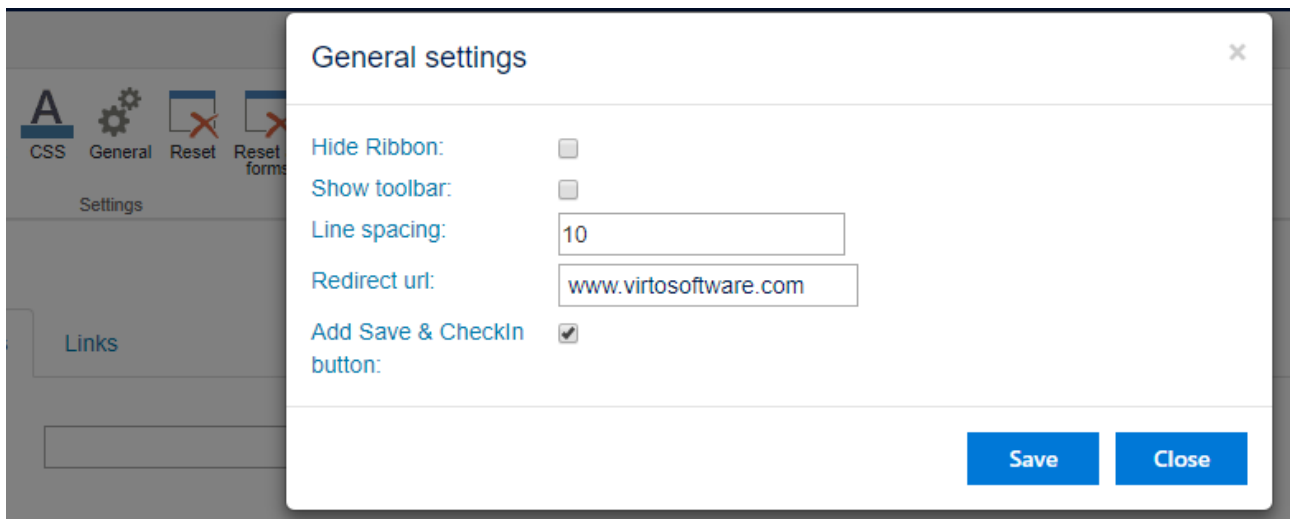 General settings
×
A
CSS
General
Reset
Reset
forms
Settings
Links
Hide Ribbon:
Show toolbar:
Line spacing:
10
Redirect url:
www.virtosoftware.com
Add Save & CheckIn
button:
Save
Close